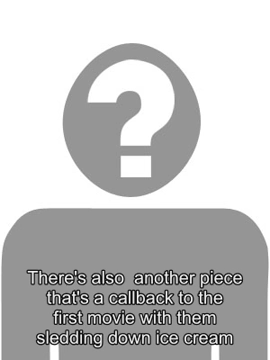 ?
There's also  another piece
that's a callback to the
first movie with them
sledding down ice cream